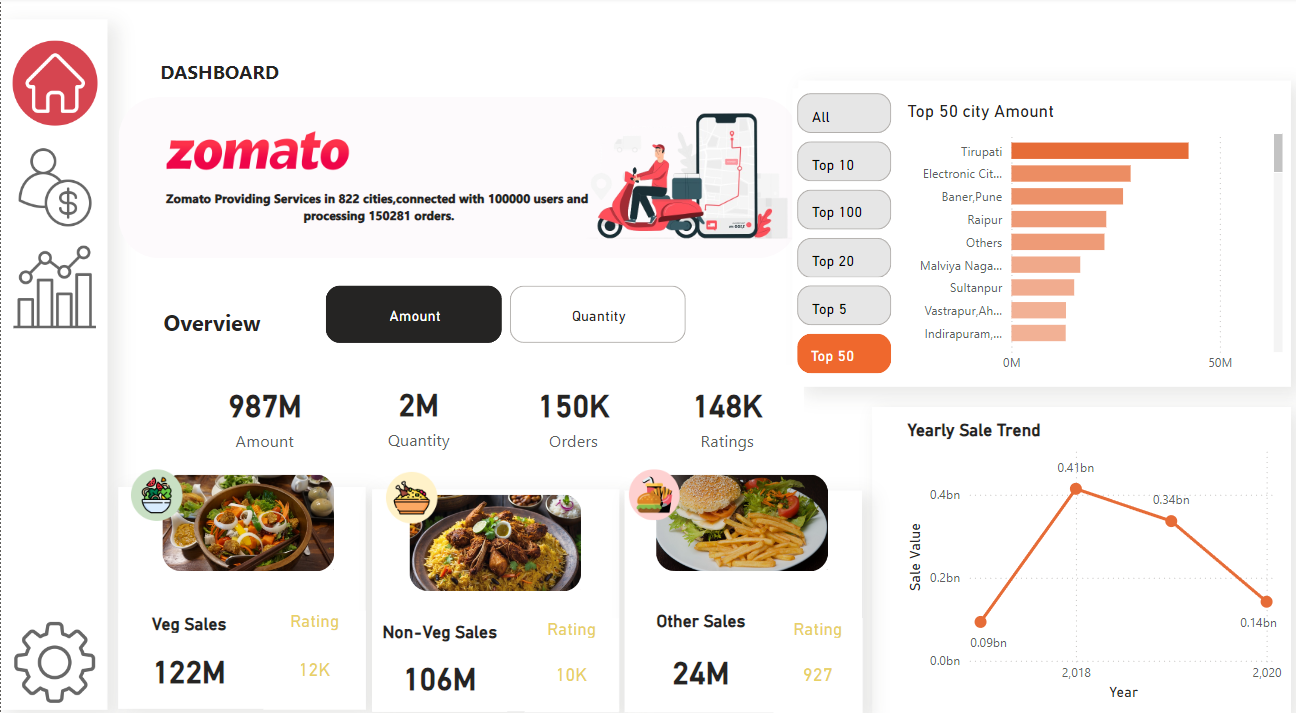 DASHBOARD
zomato
Zomato Providing Services in 822 cities,connected with 100000 users and
processing 150281 orders.
Overview
Amount
Quantity
987M
Amount
2M
Quantity
150K
Orders
148K
Ratings
Veg Sales
122M
Rating
12K
Non-Veg Sales
106M
Rating
10K
Other Sales
24M
Rating
927
All
Top 10
Top 100
Top 20
Top 5
Top 50
Top 50 city Amount
Tirupati
Electronic Cit...
Baner,Pune
Raipur
Others
Malviya Naga...
Sultanpur
Vastrapur,Ah...
Indirapuram,...
0M
50M
Yearly Sale Trend
Sale Value
0.4bn
0.2bn
0.0bn
0.09bn
0.41bn
0.34bn
0.14bn
2,018
2,020
Year